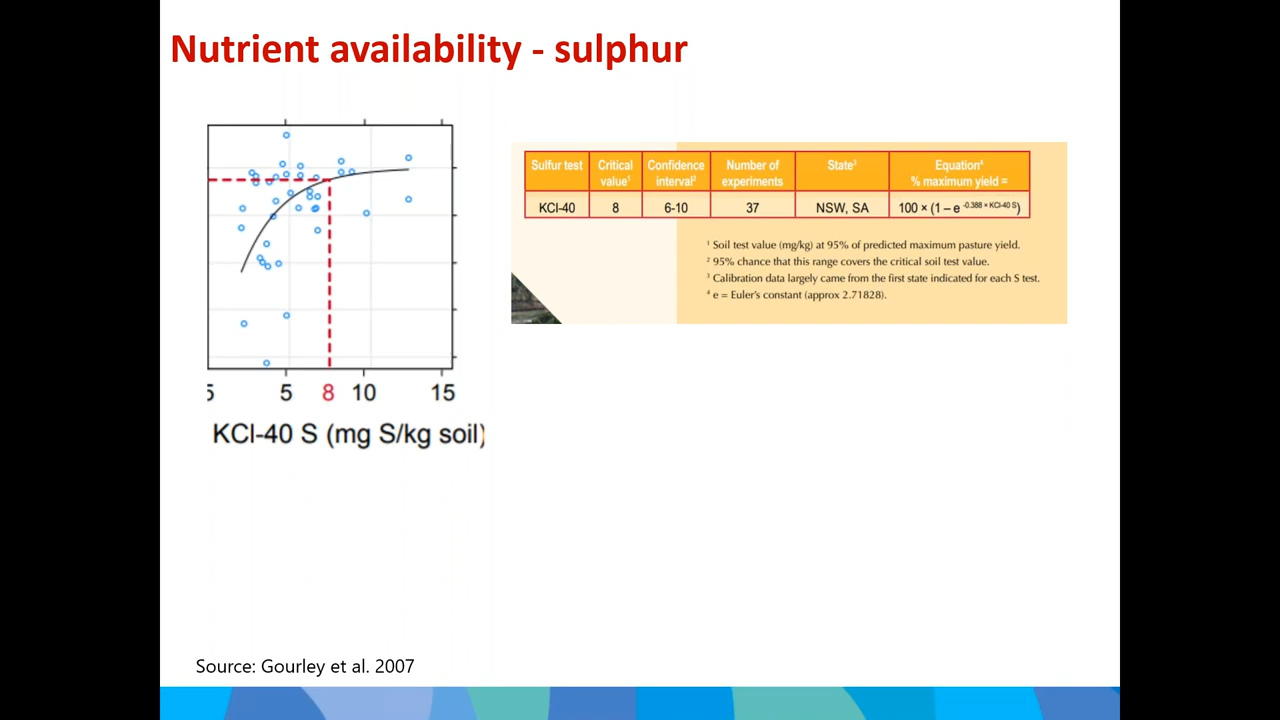 Nutrient availability - sulphur
5 8 10 15
KCl-40 S (mg S/kg soil)
Sulfur test Critical value¹ Confidence interval² Number of experiments State³ Equation⁴ % maximum yield =
KCl-40 8 6-10 37 NSW, SA 100 × (1 – e -0.388 × KCl-40 S)
¹ Soil test value (mg/kg) at 95% of predicted maximum pasture yield.
² 95% chance that this range covers the critical soil test value.
³ Calibration data largely came from the first state indicated for each S test.
⁴ e = Euler's constant (approx 2.71828).
Source: Gourley et al. 2007